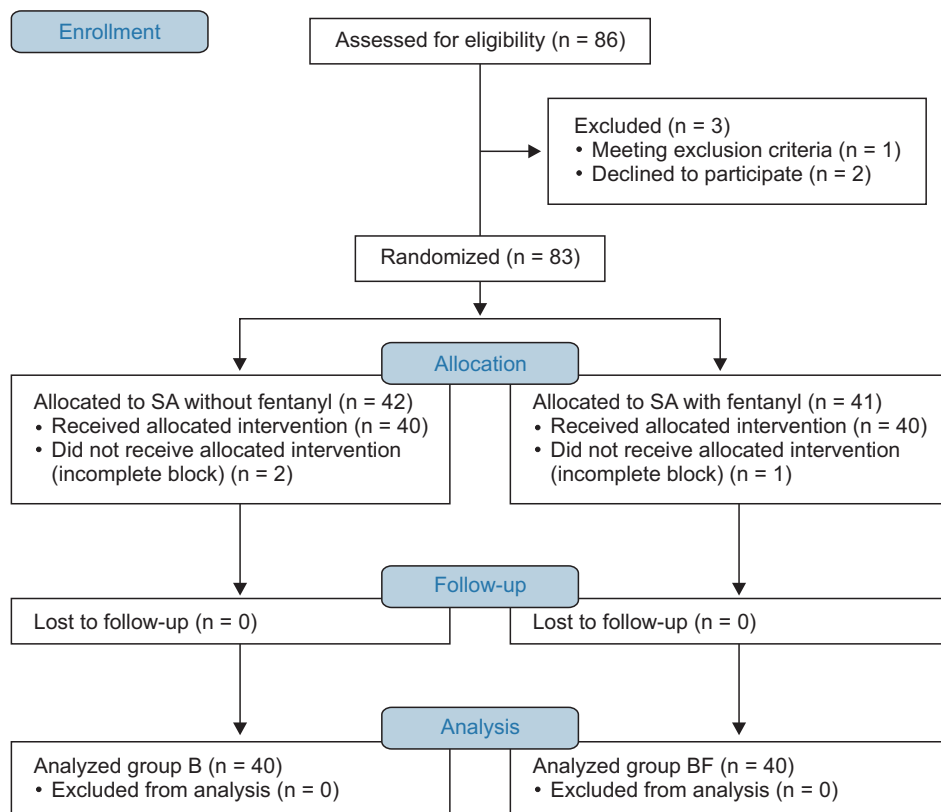 Enrollment
Assessed for eligibility (n = 86)
Excluded (n = 3)
• Meeting exclusion criteria (n = 1)
• Declined to participate (n = 2)
Randomized (n = 83)
Allocation
Allocated to SA without fentanyl (n = 42)
• Received allocated intervention (n = 40)
• Did not receive allocated intervention
(incomplete block) (n = 2)
Allocated to SA with fentanyl (n = 41)
• Received allocated intervention (n = 40)
• Did not receive allocated intervention
(incomplete block) (n = 1)
Follow-up
Lost to follow-up (n = 0)
Lost to follow-up (n = 0)
Analysis
Analyzed group B (n = 40)
• Excluded from analysis (n = 0)
Analyzed group BF (n = 40)
• Excluded from analysis (n = 0)